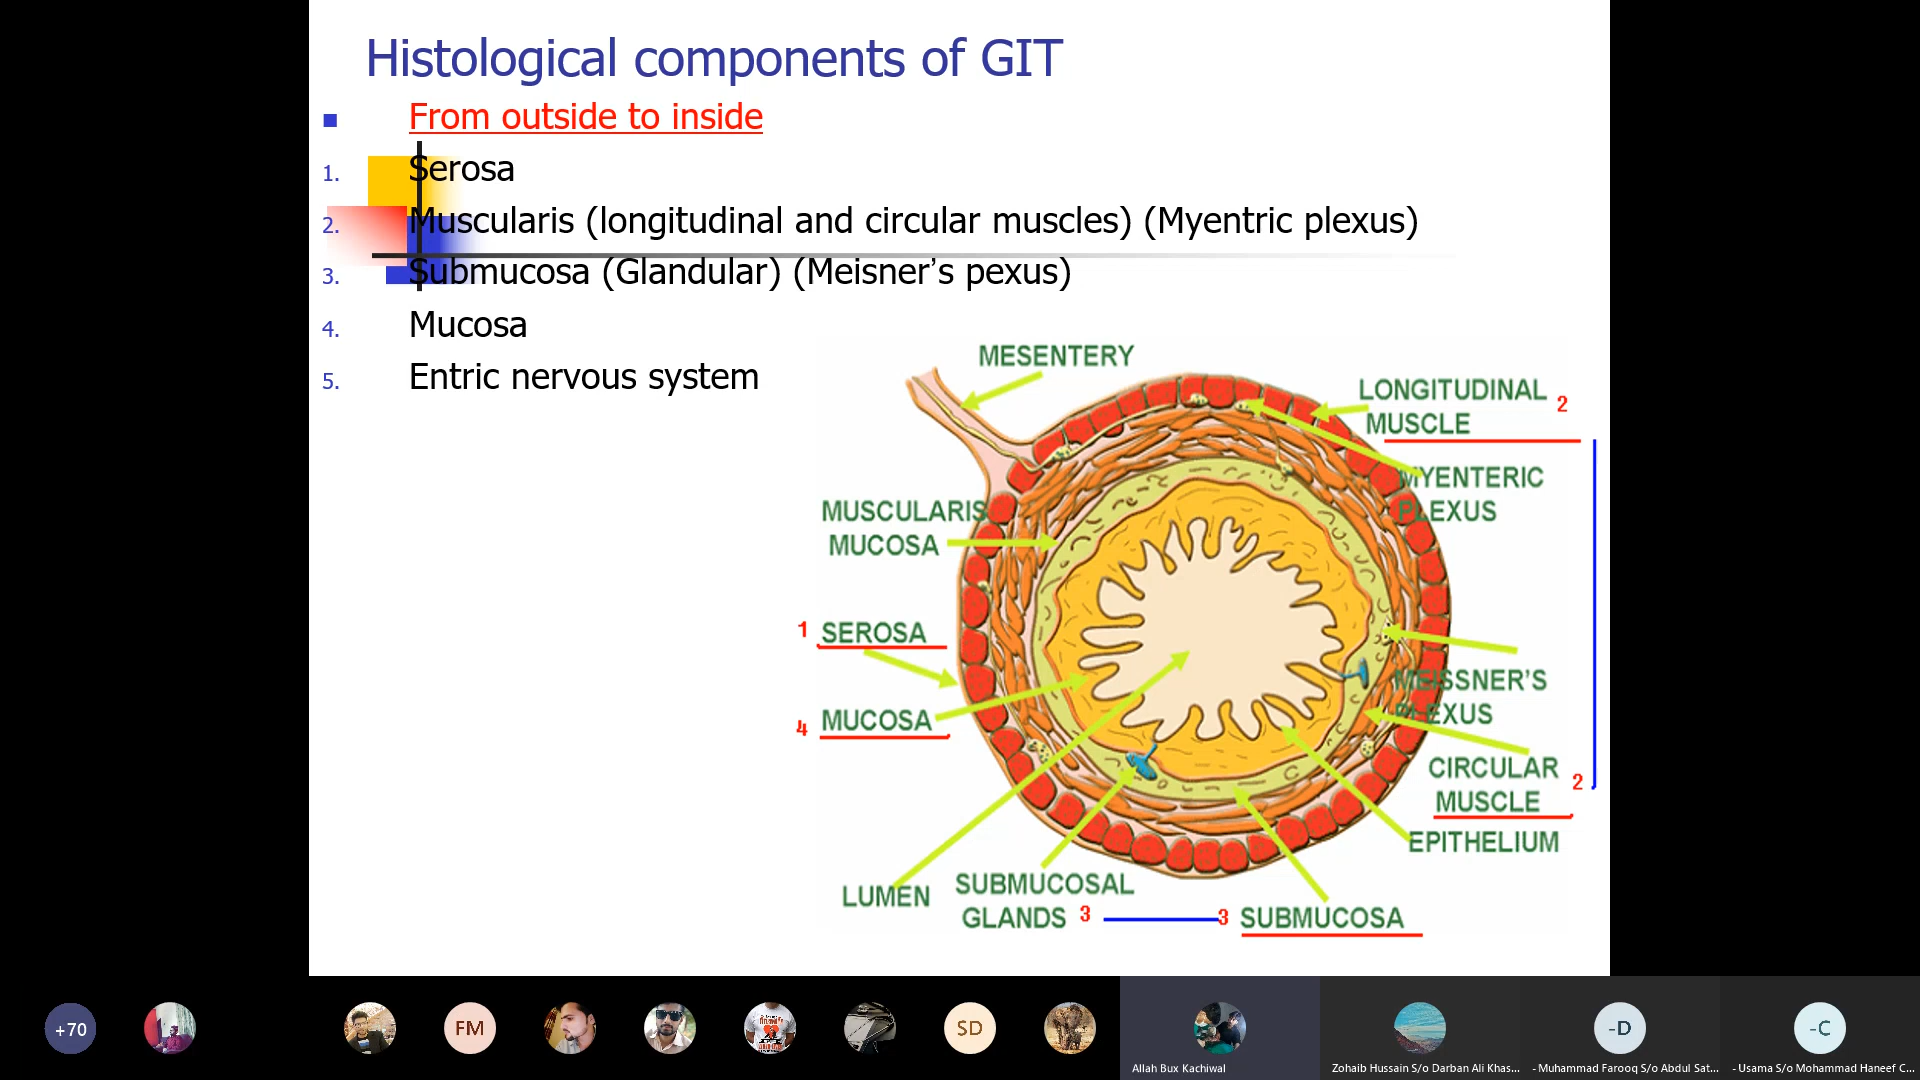 Histological components of GIT
■ From outside to inside
1. Serosa
2. Muscularis (longitudinal and circular muscles) (Myentric plexus)
3. Submucosa (Glandular) (Meisner’s pexus)
4. Mucosa
5. Entric nervous system
MESENTERY
LONGITUDINAL 2
MUSCLE
MYENTERIC
PLEXUS
MUSCULARIS
MUCOSA
1 SEROSA
4 MUCOSA
MEISSNER’S
PLEXUS
CIRCULAR
MUSCLE 2
EPITHELIUM
LUMEN
SUBMUCOSAL
GLANDS 3
3 SUBMUCOSA
+70
FM
SD
-D
-C
Allah Bux Kachiwal
Zohaib Hussain S/o Darban Ali Khas...
- Muhammad Farooq S/o Abdul Sat...
- Usama S/o Mohammad Haneef C...